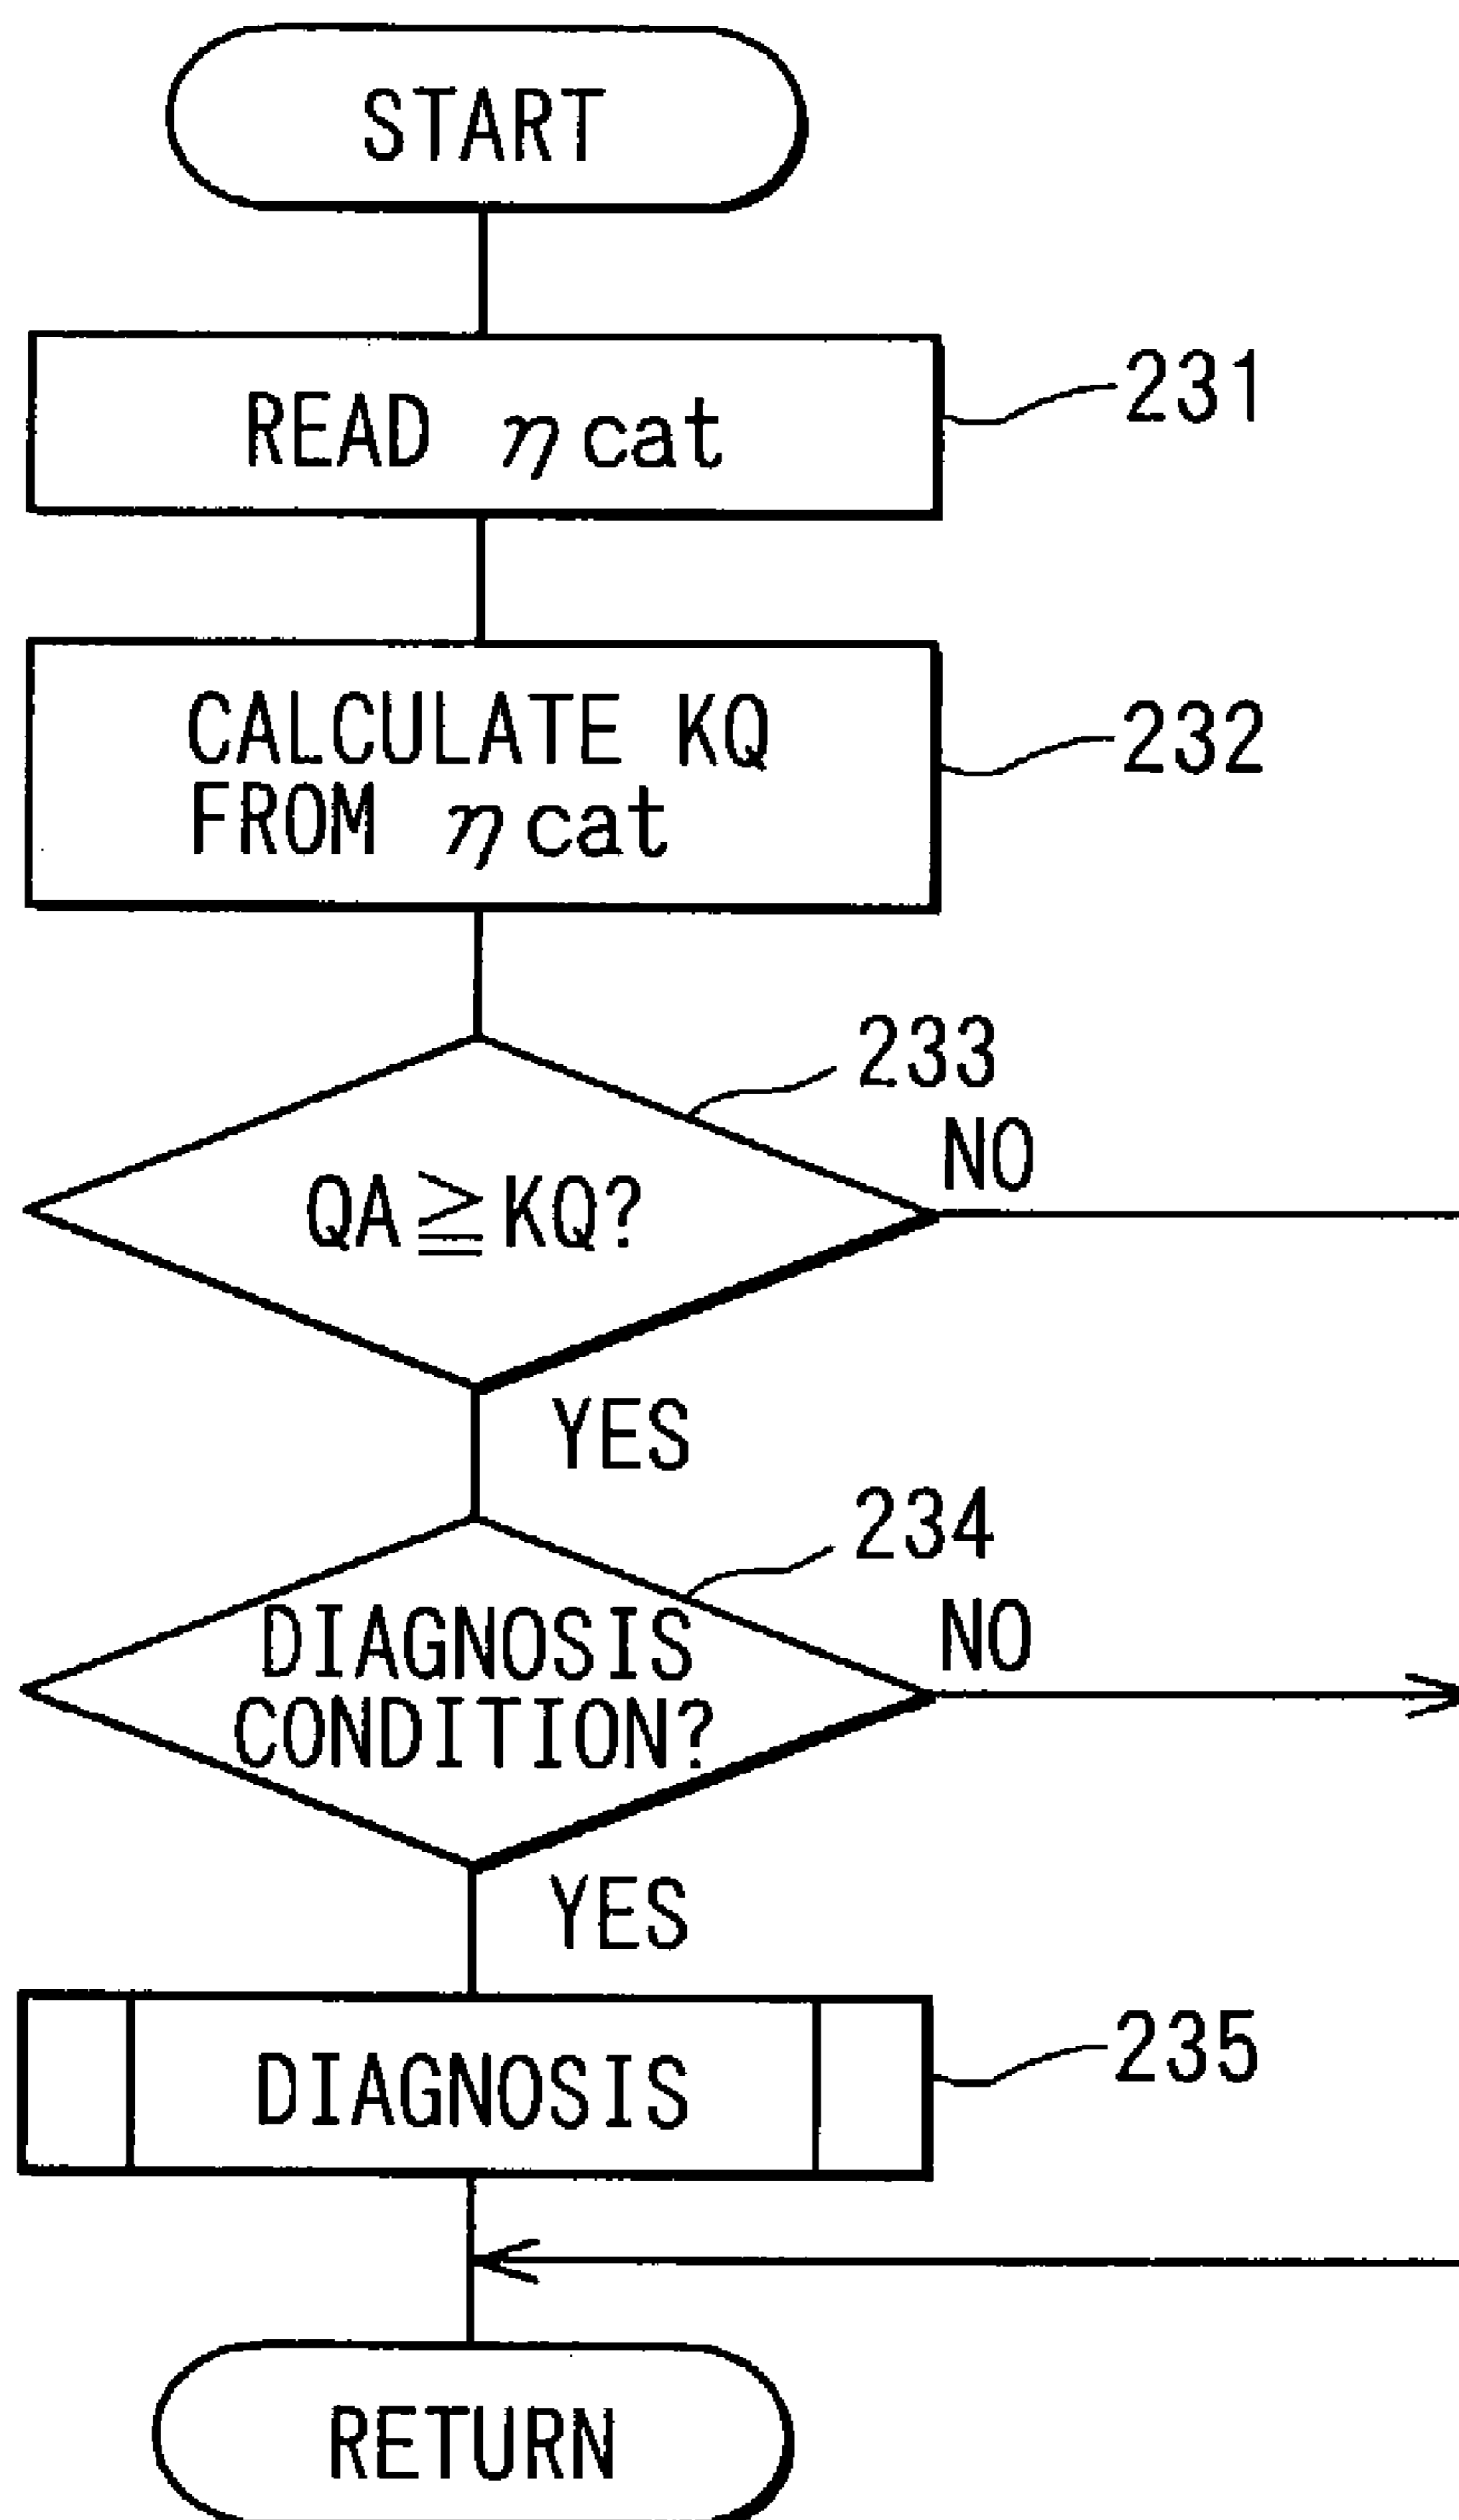 START
READ ηcat
231
CALCULATE KQ
FROM ηcat
232
233
QA≧KQ?
NO
YES
234
DIAGNOSIS
CONDITION?
NO
YES
DIAGNOSIS
235
RETURN